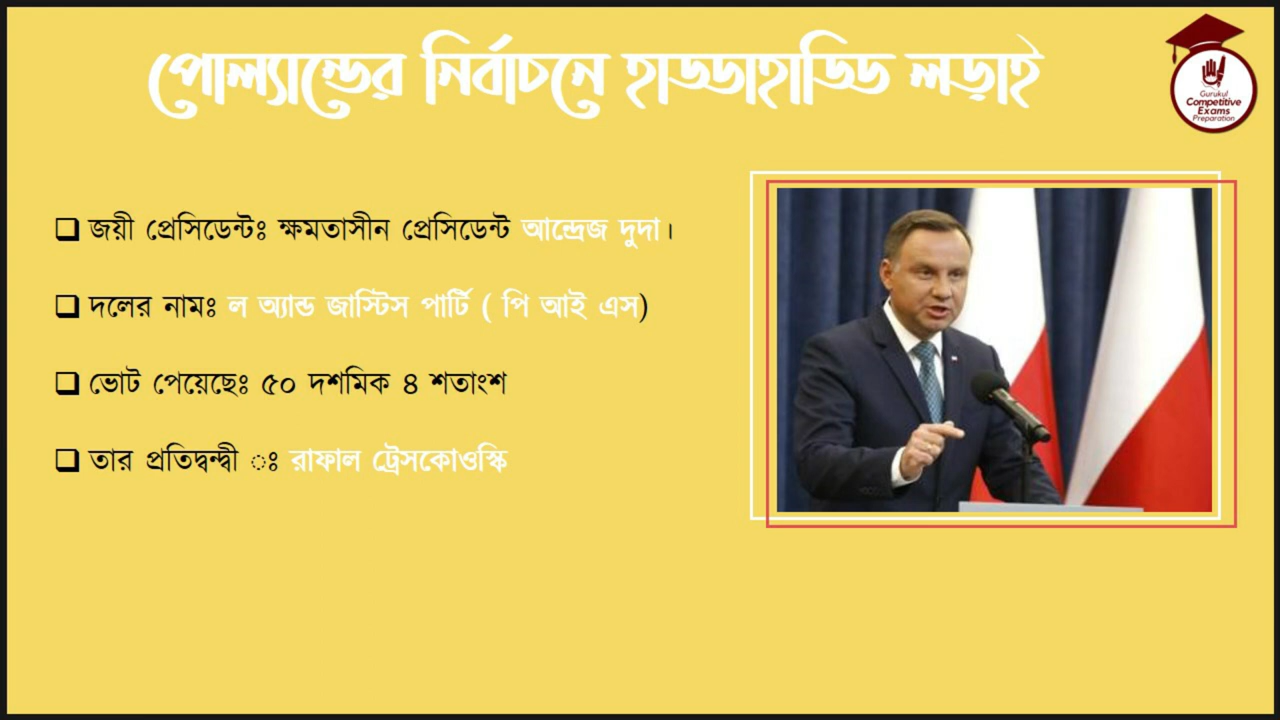 পোল্যান্ডের নির্বাচনে হাড্ডাহাড্ডি লড়াই
Gurukul
Competitive
Exams
Preparation
জয়ী প্রেসিডেন্টঃ ক্ষমতাসীন প্রেসিডেন্ট আন্দ্রেজ দুদা।
দলের নামঃ ল অ্যান্ড জাস্টিস পার্টি ( পি আই এস)
ভোট পেয়েছেঃ ৫০ দশমিক ৪ শতাংশ
তার প্রতিদ্বন্দ্বী ঃ রাফাল ট্রেসকোওস্কি